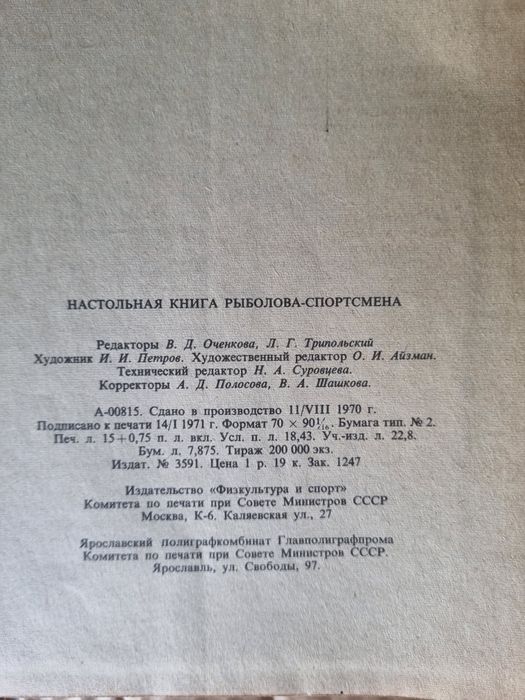 НАСТОЛЬНАЯ КНИГА РЫБОЛОВА-СПОРТСМЕНА
Редакторы В. Д. Оченкова, Л. Г. Трипольский
Художник И. И. Петров. Художественный редактор О. И. Айзман.
Технический редактор Н. А. Суровцева.
Корректоры А. Д. Полосова, В. А. Шашкова.
А-00815. Сдано в производство 11/VIII 1970 г.
Подписано к печати 14/I 1971 г. Формат 70 × 90 1/16. Бумага тип. № 2.
Печ. л. 15+0,75 п. л. вкл. Усл. п. л. 18,43. Уч.-изд. л. 22,8.
Бум. л. 7,875. Тираж 200 000 экз.
Издат. № 3591. Цена 1 р. 19 к. Зак. 1247
Издательство «Физкультура и спорт»
Комитета по печати при Совете Министров СССР
Москва, К-6. Каляевская ул., 27
Ярославский полиграфкомбинат Главполиграфпрома
Комитета по печати при Совете Министров СССР.
Ярославль, ул. Свободы, 97.